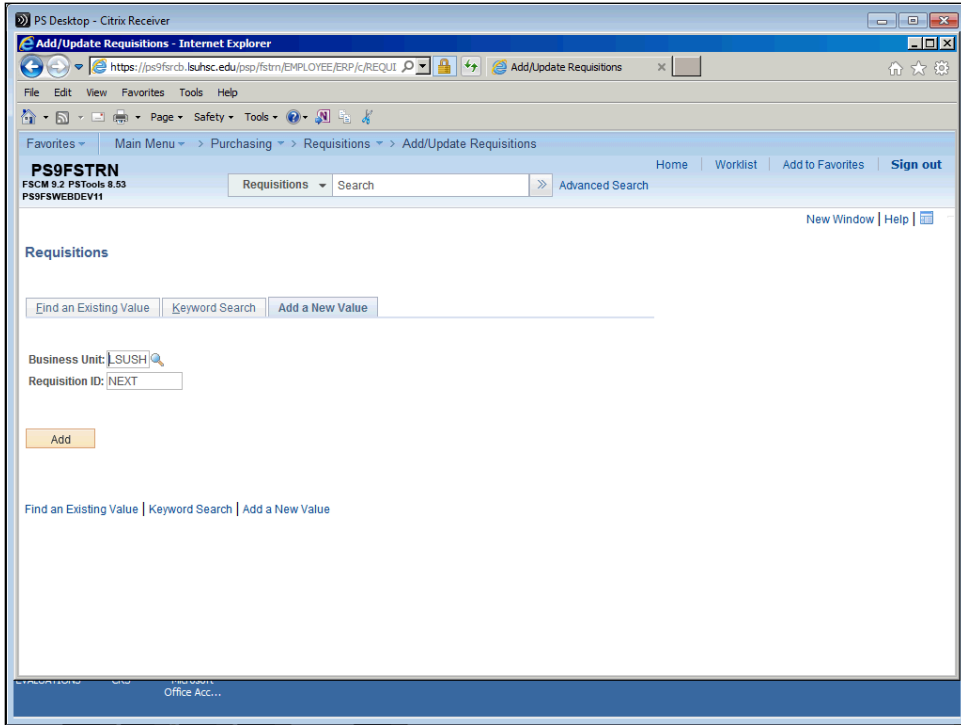 PS Desktop - Citrix Receiver
Add/Update Requisitions - Internet Explorer
https://ps9fsrcb.lsuhsc.edu/psp/fstrn/EMPLOYEE/ERP/c/REQUI Add/Update Requisitions
File Edit View Favorites Tools Help
Page Safety Tools
Favorites Main Menu > Purchasing > Requisitions > Add/Update Requisitions
PS9FSTRN Home Worklist Add to Favorites Sign out
FSCM 9.2 PSTools 8.53 Requisitions Search Advanced Search
PS9FSWEBDEV11
New Window | Help |
Requisitions
Find an Existing Value Keyword Search Add a New Value
Business Unit: LSUSH
Requisition ID: NEXT
Add
Find an Existing Value | Keyword Search | Add a New Value
Office Acc...